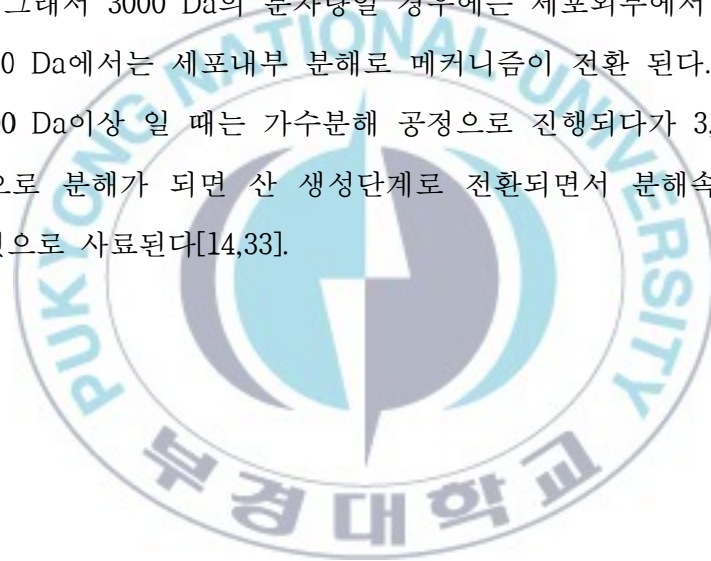 그래서 3000 Da의 분자량일 경우에는 세포외부에서
0 Da에서는 세포내부 분해로 메커니즘이 전환 된다.
00 Da이상 일 때는 가수분해 공정으로 진행되다가 3,
으로 분해가 되면 산 생성단계로 전환되면서 분해속
것으로 사료된다[14,33].
PUKYONG NATIONAL UNIVERSITY
부경대학교